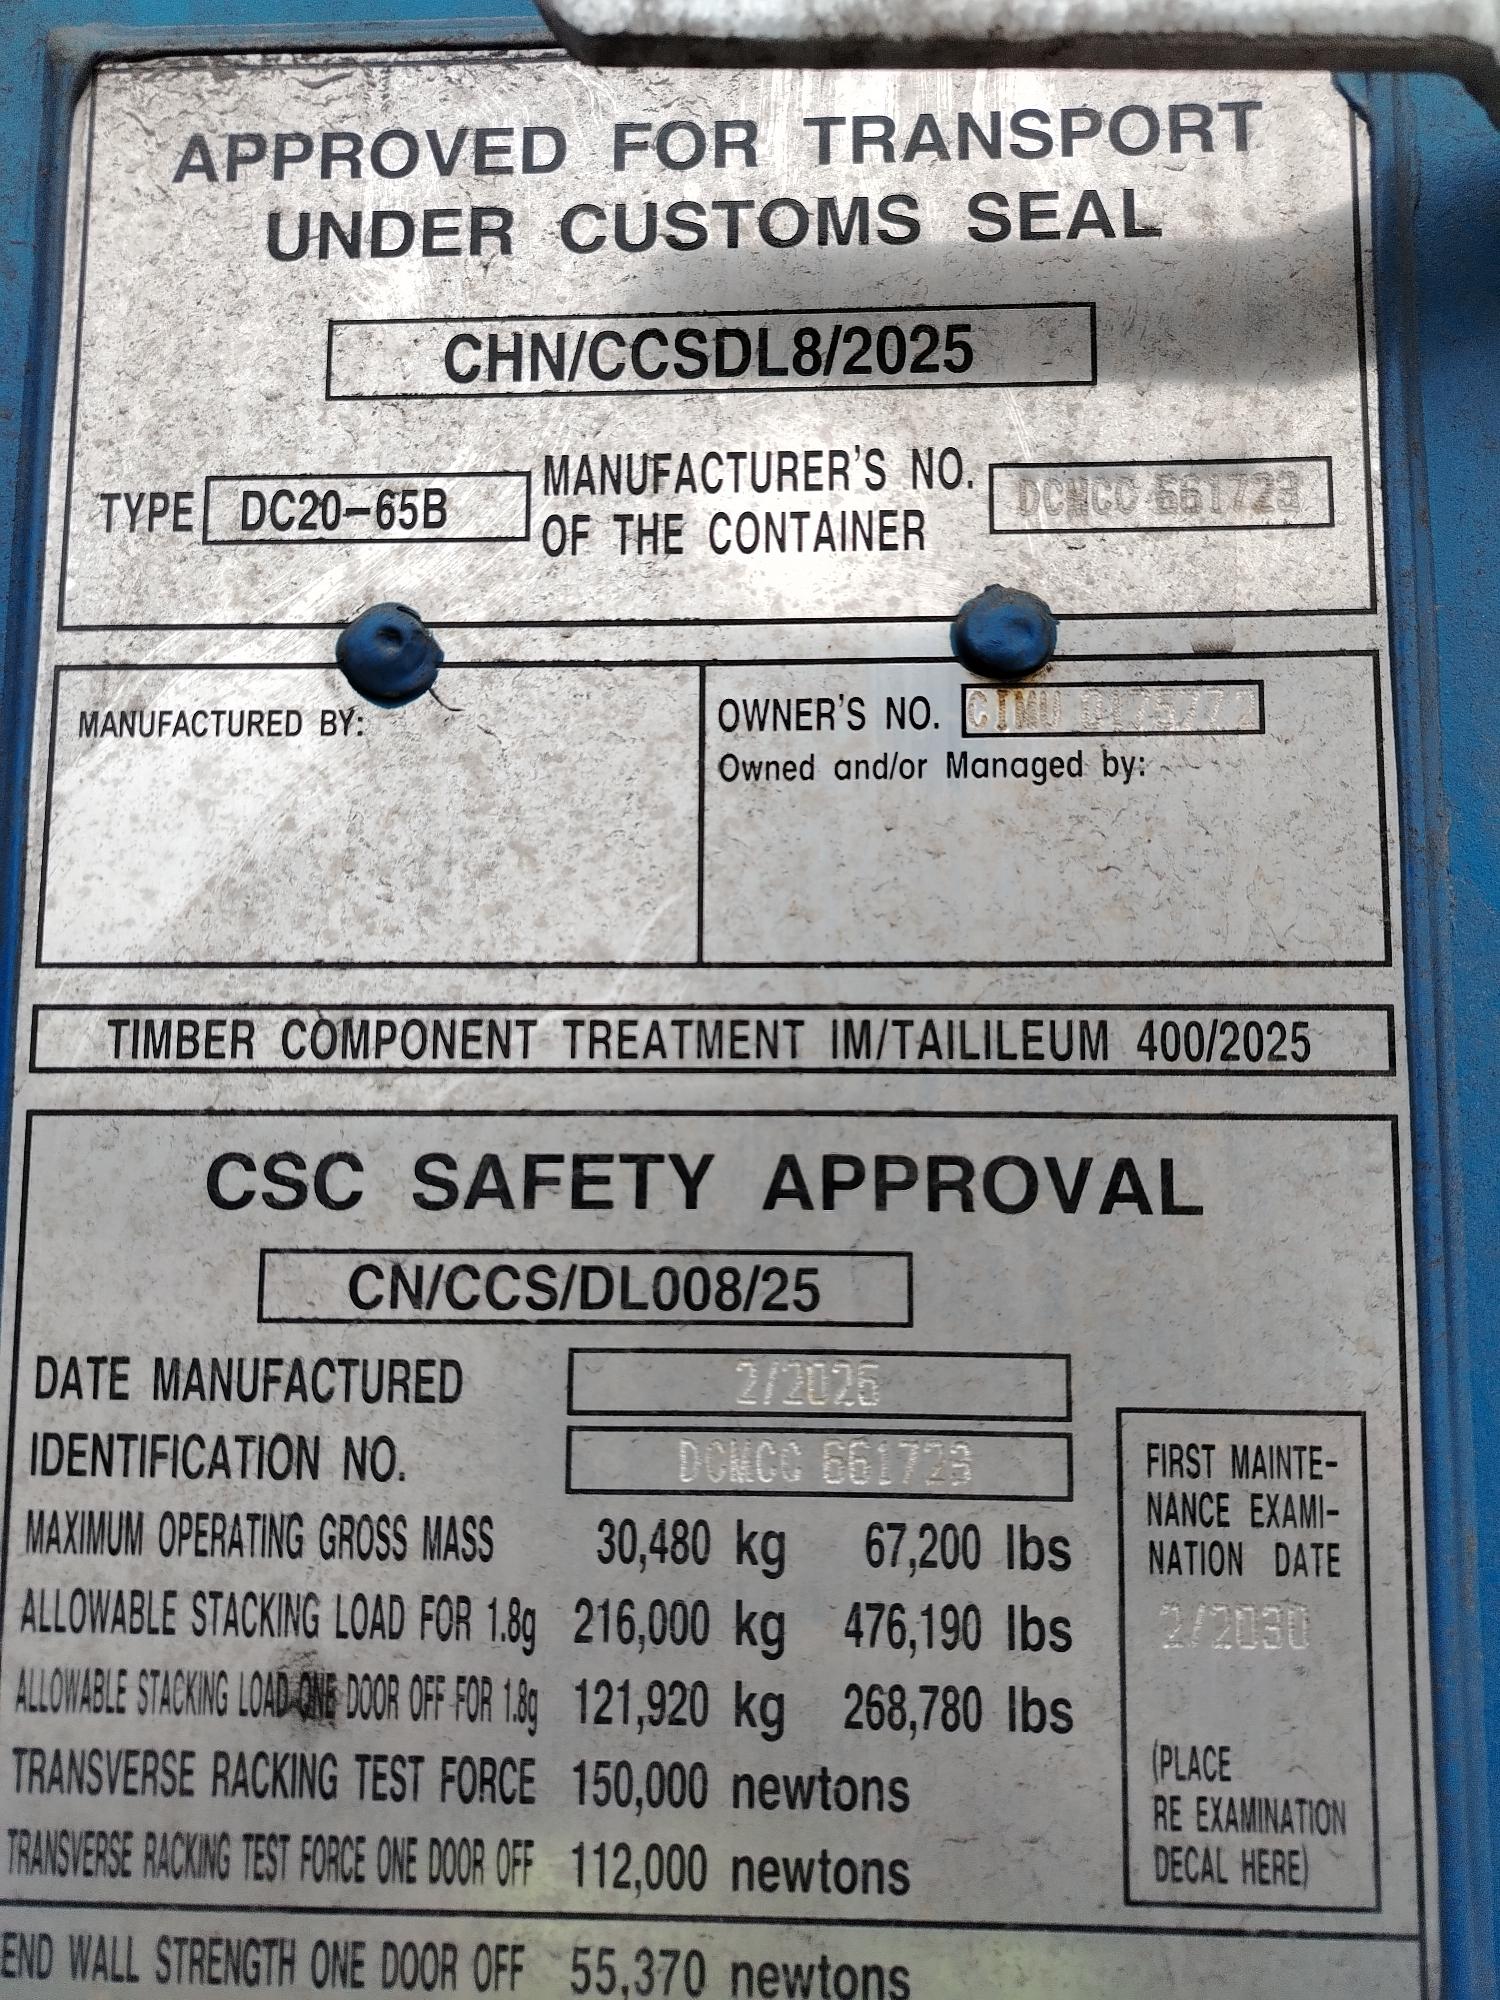 APPROVED FOR TRANSPORT
UNDER CUSTOMS SEAL
CHN/CCSDL8/2025
TYPE DC20-65B
MANUFACTURER'S NO.
OF THE CONTAINER
DCMCC 661723
MANUFACTURED BY:
OWNER'S NO.
Owned and/or Managed by:
TIMBER COMPONENT TREATMENT IM/TAILILEUM 400/2025
CSC SAFETY APPROVAL
CN/CCS/DL008/25
DATE MANUFACTURED
IDENTIFICATION NO. DCMCC 661723
MAXIMUM OPERATING GROSS MASS 30,480 kg 67,200 lbs
ALLOWABLE STACKING LOAD FOR 1.8g 216,000 kg 476,190 lbs
ALLOWABLE STACKING LOAD ONE DOOR OFF FOR 1.8g 121,920 kg 268,780 lbs
TRANSVERSE RACKING TEST FORCE 150,000 newtons
TRANSVERSE RACKING TEST FORCE ONE DOOR OFF 112,000 newtons
END WALL STRENGTH ONE DOOR OFF 55,370 newtons
FIRST MAINTE-
NANCE EXAMI-
NATION DATE
2/2030
(PLACE
RE EXAMINATION
DECAL HERE)